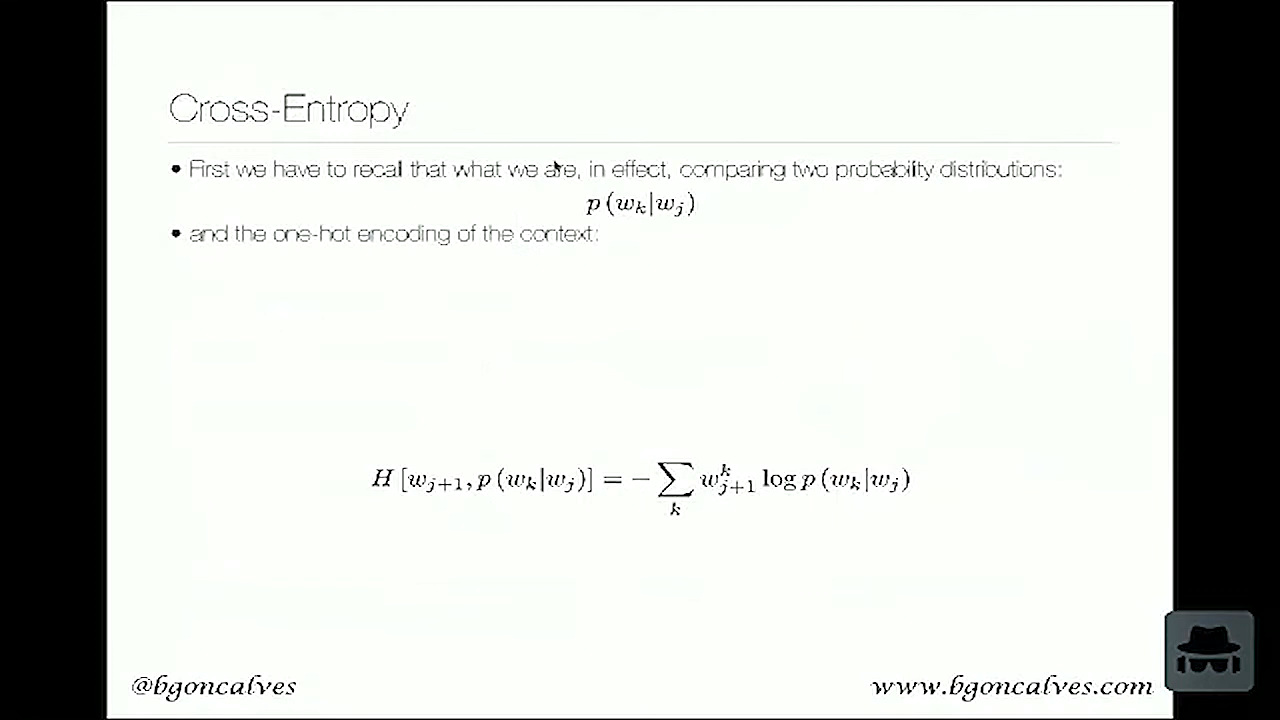 Cross-Entropy
• First we have to recall that what we are, in effect, comparing two probability distributions:
p (w_k|w_j)
• and the one-hot encoding of the context:
H [w_{j+1}, p (w_k|w_j)] = − ∑_k w_{j+1}^k log p (w_k|w_j)
@bgoncalves
www.bgoncalves.com